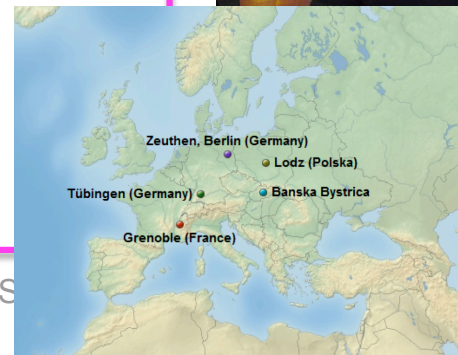 Zeuthen, Berlin (Germany)
Lodz (Polska)
Tübingen (Germany)
Banska Bystrica
Grenoble (France)
S